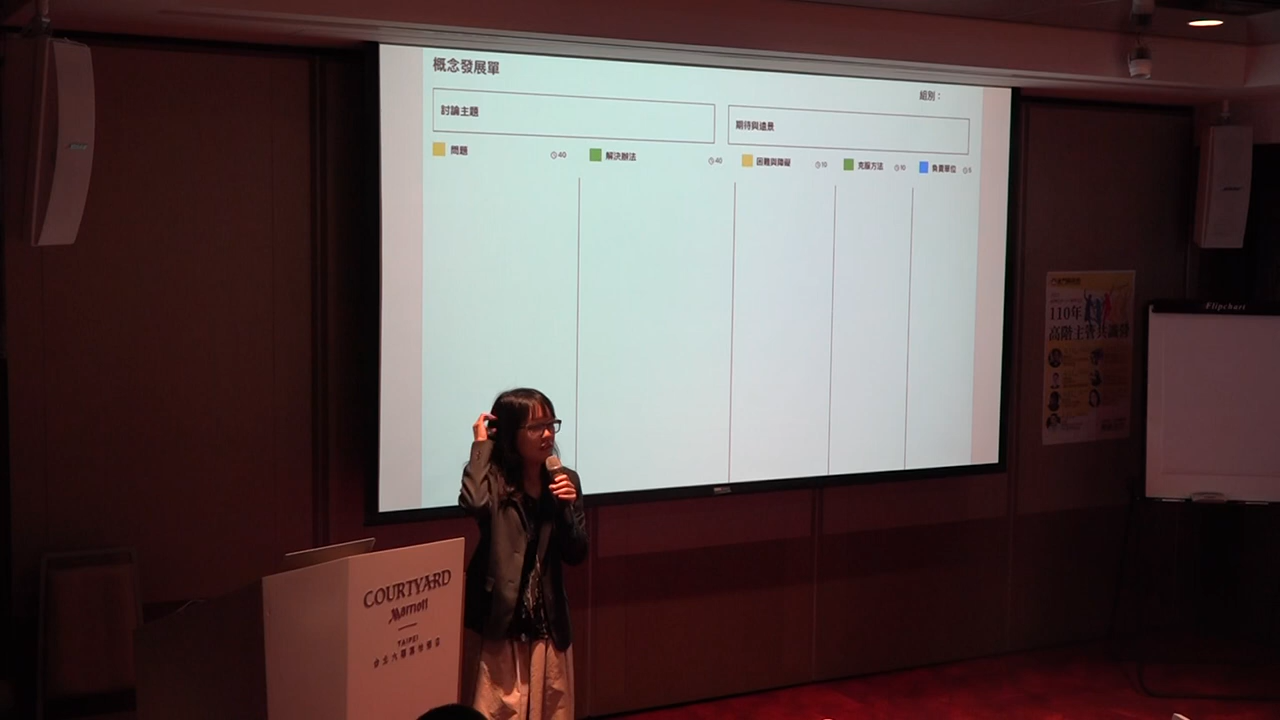 概念發展單
組別：
討論主題
期待與遠景
問題
40
解決辦法
40
困難與障礙
10
克服方法
10
負責單位
5
110年
高階主管共識營
Flipchart
COURTYARD
Marriott
TAIPEI